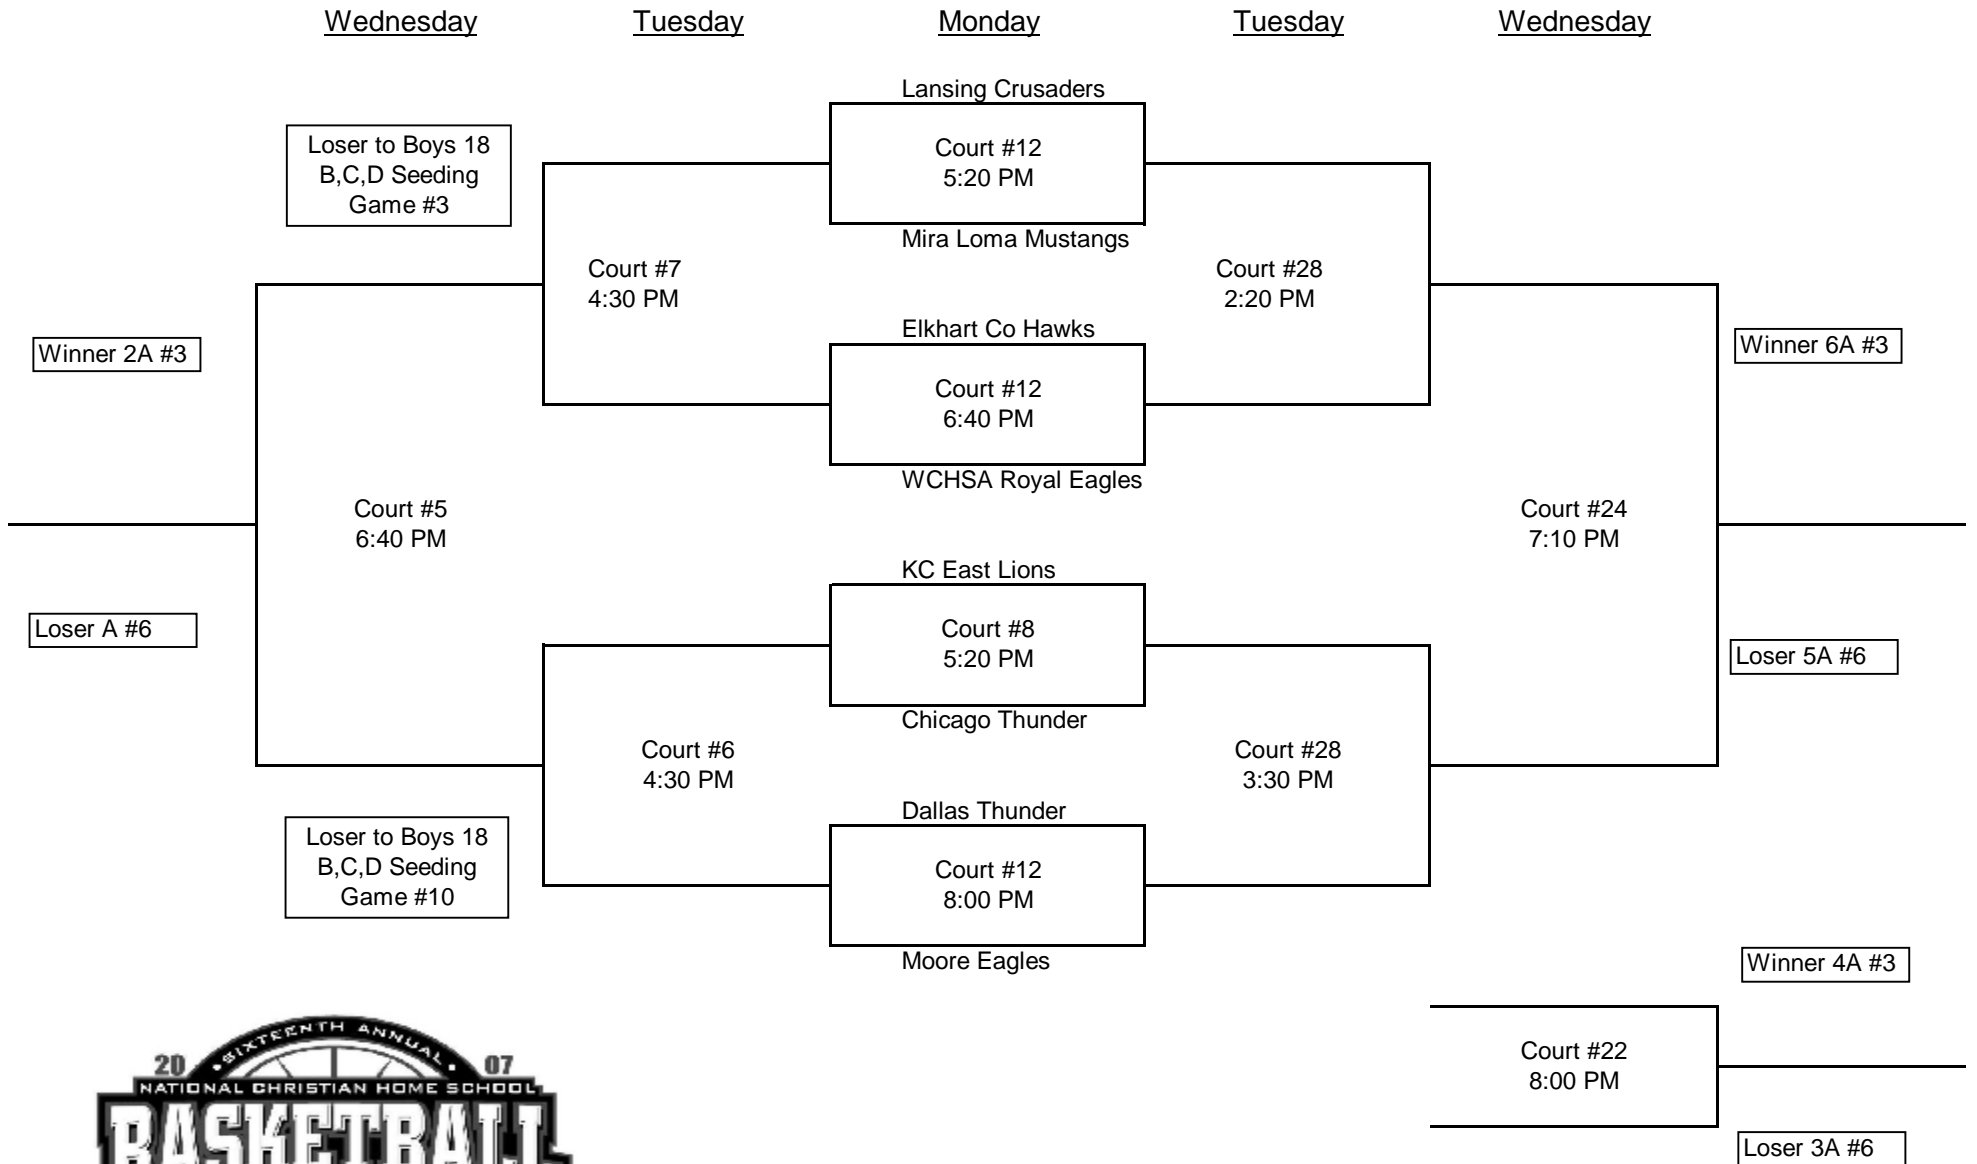 Wednesday Tuesday Monday Tuesday Wednesday
Lansing Crusaders
Loser to Boys 18
B,C,D Seeding
Game #3
Court #12
5:20 PM
Mira Loma Mustangs
Court #7
4:30 PM
Court #28
2:20 PM
Winner 2A #3
Elkhart Co Hawks
Winner 6A #3
Court #12
6:40 PM
WCHSA Royal Eagles
Court #5
6:40 PM
Court #24
7:10 PM
KC East Lions
Loser A #6
Court #8
5:20 PM
Loser 5A #6
Chicago Thunder
Court #6
4:30 PM
Court #28
3:30 PM
Dallas Thunder
Loser to Boys 18
B,C,D Seeding
Game #10
Court #12
8:00 PM
Moore Eagles
Winner 4A #3
Court #22
8:00 PM
Loser 3A #6
SIXTEENTH ANNUAL
20 07
NATIONAL CHRISTIAN HOME SCHOOL
BASKETBALL